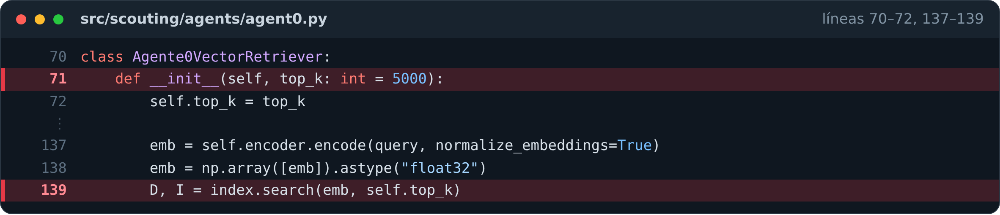 src/scouting/agents/agent0.py
líneas 70–72, 137–139
70 class Agente0VectorRetriever:
71     def __init__(self, top_k: int = 5000):
72         self.top_k = top_k
⋮
137         emb = self.encoder.encode(query, normalize_embeddings=True)
138         emb = np.array([emb]).astype("float32")
139         D, I = index.search(emb, self.top_k)